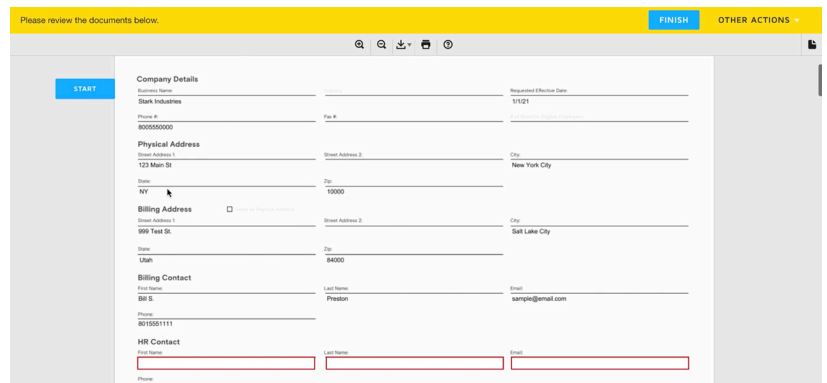 Please review the documents below.
FINISH
OTHER ACTIONS
START
Company Details
Business Name:
Requested Effective Date:
Stark Industries
1/1/21
Phone #:
Fax #:
8005550000
Physical Address
Street Address 1:
Street Address 2:
City:
123 Main St
New York City
State:
Zip:
NY
10000
Billing Address
Street Address 1:
Street Address 2:
City:
999 Test St.
Salt Lake City
State:
Zip:
Utah
84000
Billing Contact
First Name:
Last Name:
Email:
Bill S.
Preston
sample@email.com
Phone:
8015551111
HR Contact
First Name:
Last Name:
Email:
Phone: